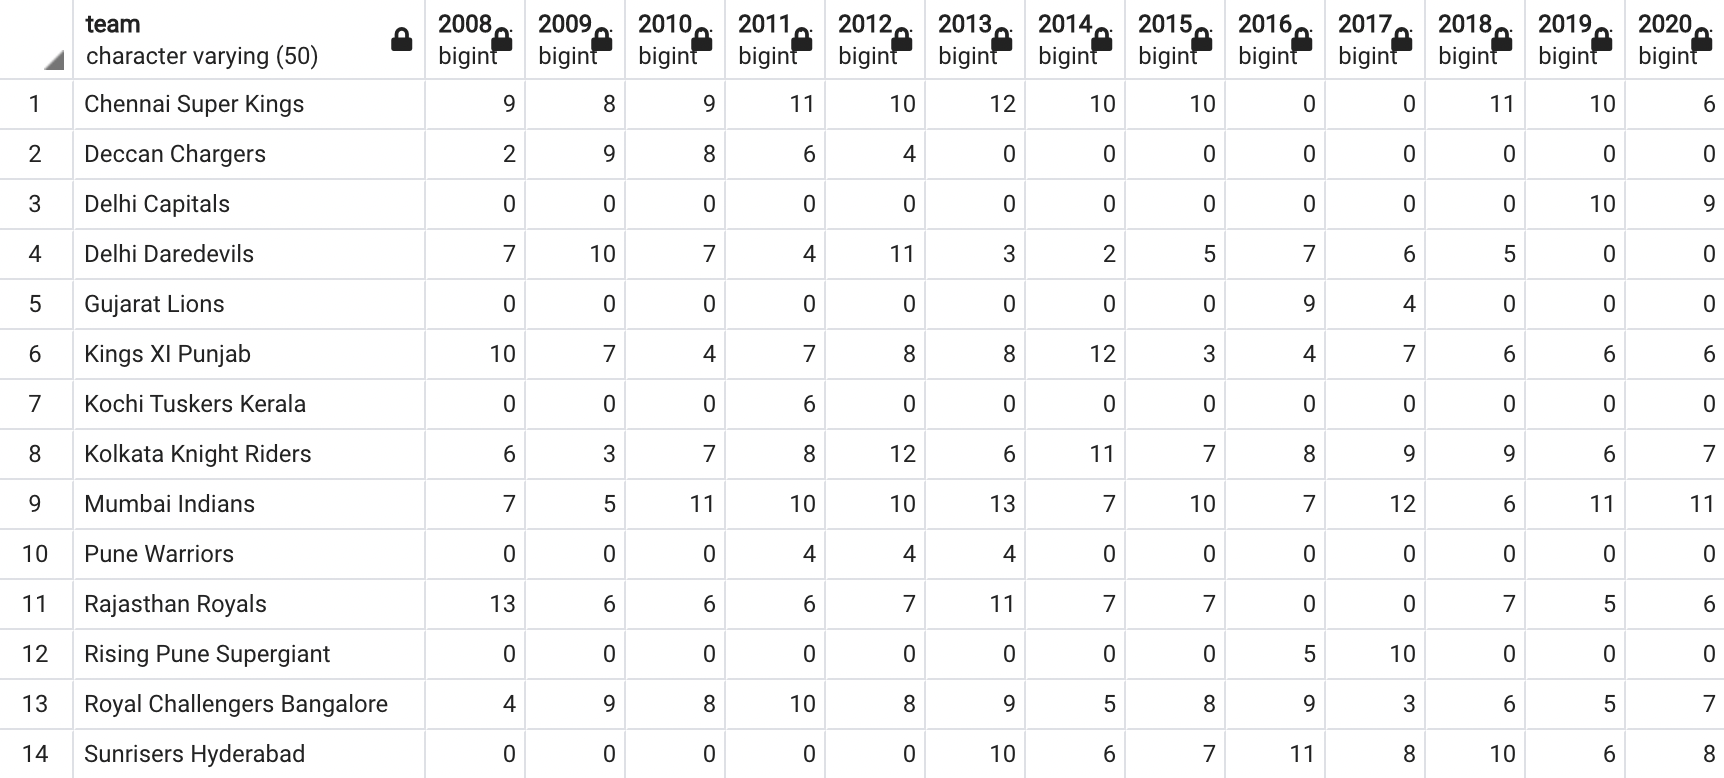 team 2008 2009 2010 2011 2012 2013 2014 2015 2016 2017 2018 2019 2020
character varying (50) bigint bigint bigint bigint bigint bigint bigint bigint bigint bigint bigint bigint bigint
1 Chennai Super Kings 9 8 9 11 10 12 10 10 0 0 11 10 6
2 Deccan Chargers 2 9 8 6 4 0 0 0 0 0 0 0 0
3 Delhi Capitals 0 0 0 0 0 0 0 0 0 0 0 10 9
4 Delhi Daredevils 7 10 7 4 11 3 2 5 7 6 5 0 0
5 Gujarat Lions 0 0 0 0 0 0 0 0 9 4 0 0 0
6 Kings XI Punjab 10 7 4 7 8 8 12 3 4 7 6 6 6
7 Kochi Tuskers Kerala 0 0 0 6 0 0 0 0 0 0 0 0 0
8 Kolkata Knight Riders 6 3 7 8 12 6 11 7 8 9 9 6 7
9 Mumbai Indians 7 5 11 10 10 13 7 10 7 12 6 11 11
10 Pune Warriors 0 0 0 4 4 4 0 0 0 0 0 0 0
11 Rajasthan Royals 13 6 6 6 7 11 7 7 0 0 7 5 6
12 Rising Pune Supergiant 0 0 0 0 0 0 0 0 5 10 0 0 0
13 Royal Challengers Bangalore 4 9 8 10 8 9 5 8 9 3 6 5 7
14 Sunrisers Hyderabad 0 0 0 0 0 10 6 7 11 8 10 6 8